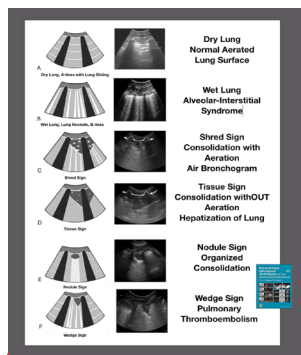 Dry Lung
Normal Aerated
Lung Surface
A.
Dry Lung, A-lines with Lung Sliding
Wet Lung
Alveolar-Interstitial
Syndrome
B.
Wet Lung, Lung Rockets, B-lines
Shred Sign
Consolidation with
Aeration
Air Bronchogram
C
Shred Sign
Tissue Sign
Consolidation withOUT
Aeration
Hepatization of Lung
D
Tissue Sign
Nodule Sign
Organized
Consolidation
E
Nodule Sign
Wedge Sign
Pulmonary
Thromboembolism
F
Wedge Sign